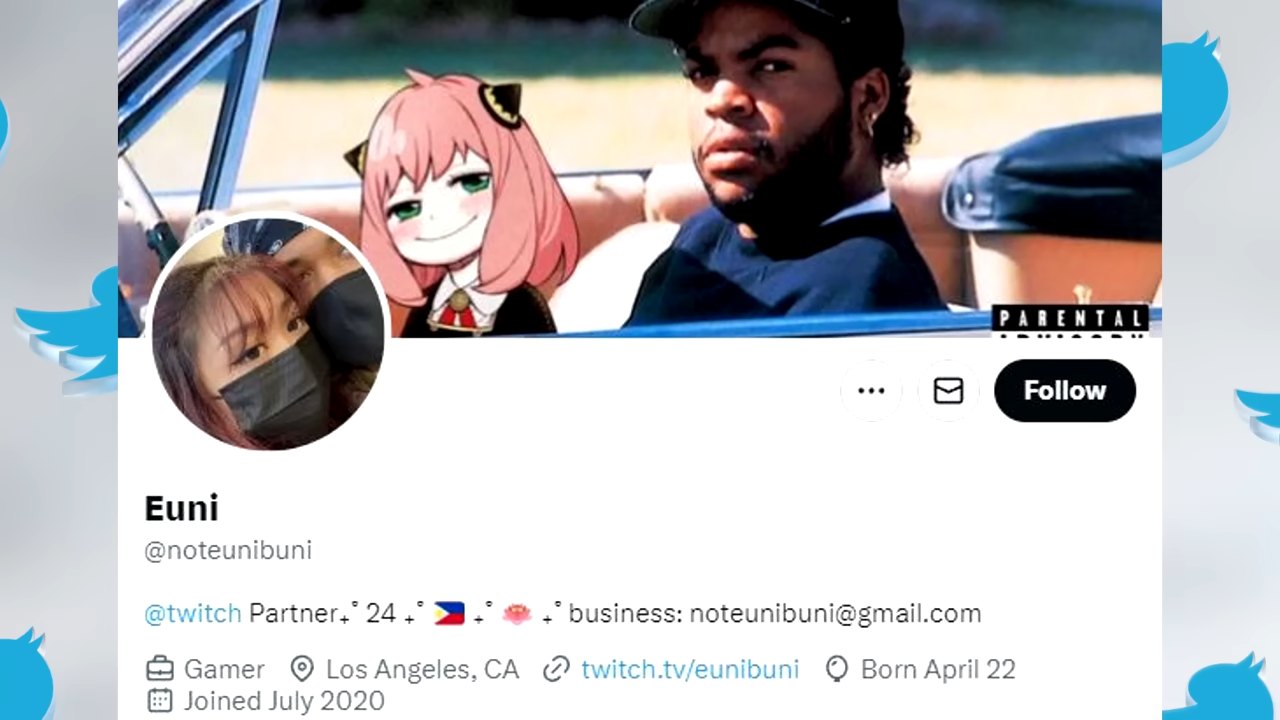 PARENTAL
Follow
Euni
@noteunibuni
@twitch Partner₊˚ 24 ₊˚ 🇵🇭 ₊˚ 🪷 ₊˚ business: noteunibuni@gmail.com
Gamer Los Angeles, CA twitch.tv/eunibuni Born April 22
Joined July 2020